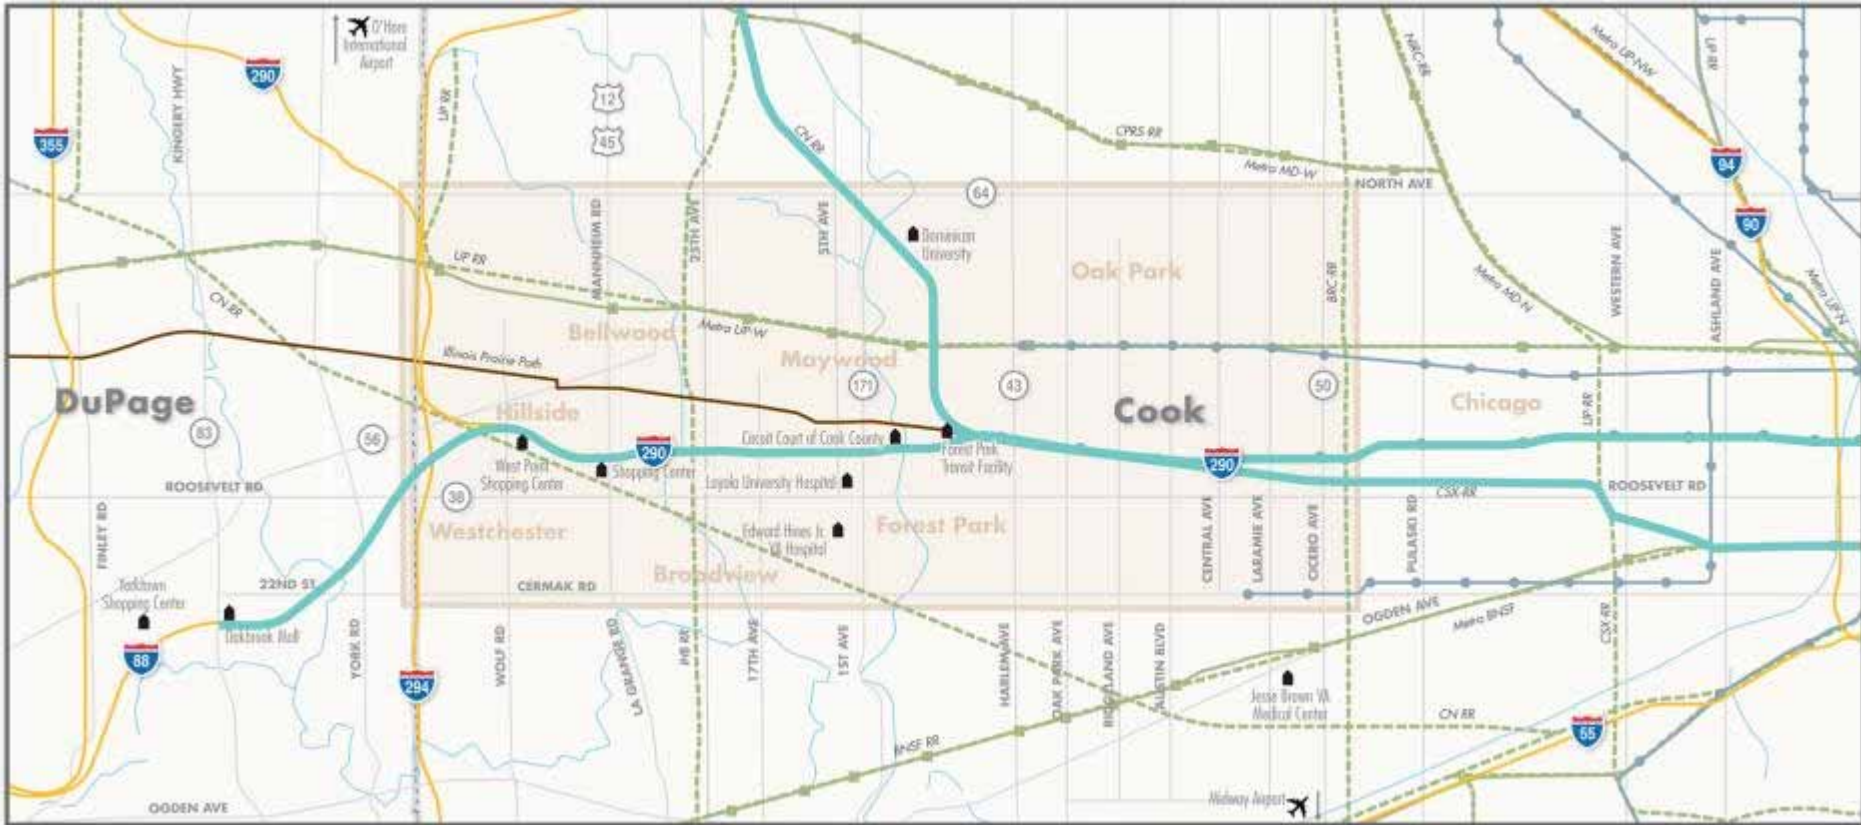 O'Hare
International
Airport
290
355
KINGERY HWY
UP RR
12
45
CN RR
NIRC-RR
Metra UP-NW
UP RR
CPRS RR
Metra MD-W
NORTH AVE
94
90
64
MANNHEIM RD
25TH AVE
5TH AVE
Dominican
University
Oak Park
BRC-RR
Metra MD-N
WESTERN AVE
ASHLAND AVE
Metra UP-N
UP RR
CN RR
Bellwood
Metra UP-W
Maywood
Illinois Prairie Path
171
43
50
UP-RR
DuPage
Cook
Chicago
Hillside
83
56
Circuit Court of Cook County
290
290
Forest Park
Transit Facility
West Point
Shopping Center
Shopping Center
Loyola University Hospital
38
ROOSEVELT RD
CSX-RR
ROOSEVELT RD
Westchester
Edward Hines Jr.
VA Hospital
Forest Park
FINLEY RD
CENTRAL AVE
LARAMIE AVE
CICERO AVE
PULASKI RD
Broadview
Yorktown
Shopping Center
22ND ST
CERMAK RD
Oakbrook Mall
OGDEN AVE
Metra BNSF
CSX RR
88
294
YORK RD
WOLF RD
LA GRANGE RD
IHB RR
17TH AVE
1ST AVE
HARLEM AVE
OAK PARK AVE
RIDGELAND AVE
AUSTIN BLVD
Jesse Brown VA
Medical Center
CN RR
55
BNSF RR
Midway Airport
OGDEN AVE